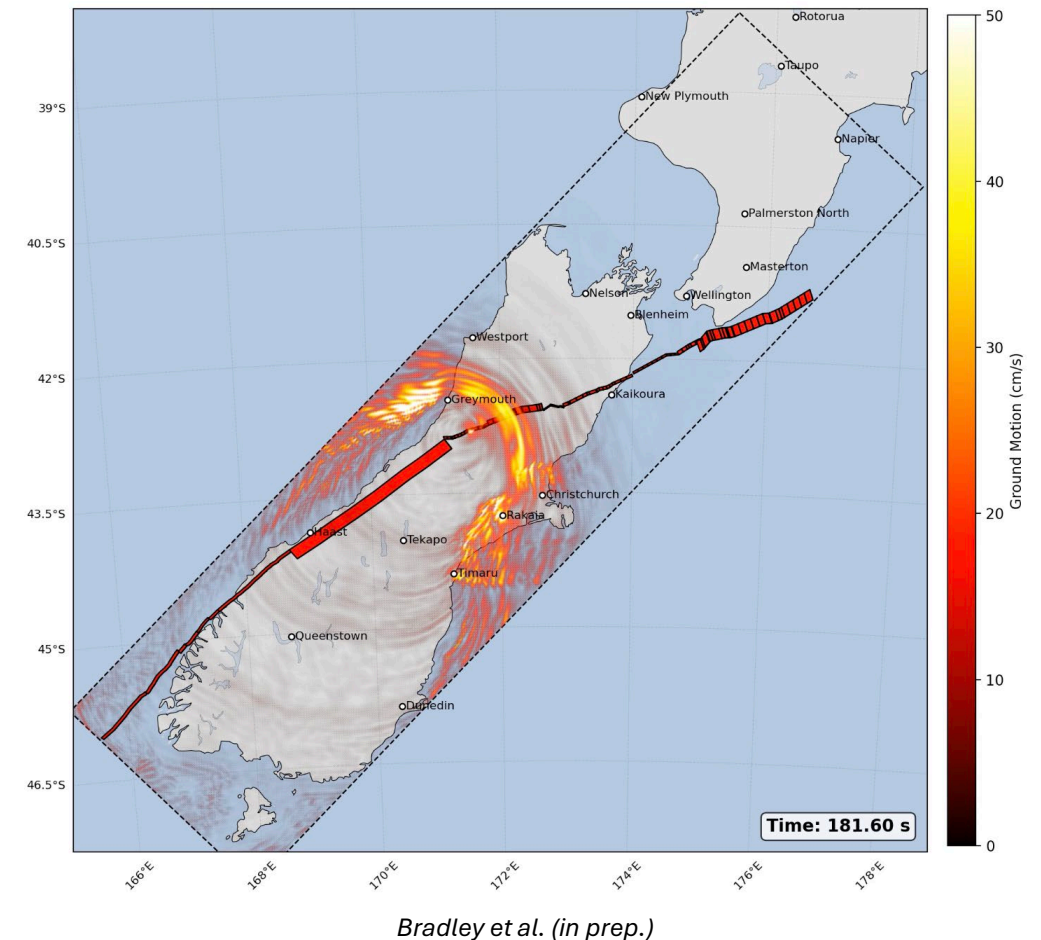 Rotorua
Taupo
New Plymouth
Napier
Palmerston North
Masterton
Nelson
Wellington
Blenheim
Westport
Greymouth
Kaikoura
Christchurch
Rakaia
Haast
Tekapo
Timaru
Queenstown
Dunedin
39°S
40.5°S
42°S
43.5°S
45°S
46.5°S
166°E
168°E
170°E
172°E
174°E
176°E
178°E
Time: 181.60 s
50
40
30
20
10
0
Ground Motion (cm/s)
Bradley et al. (in prep.)